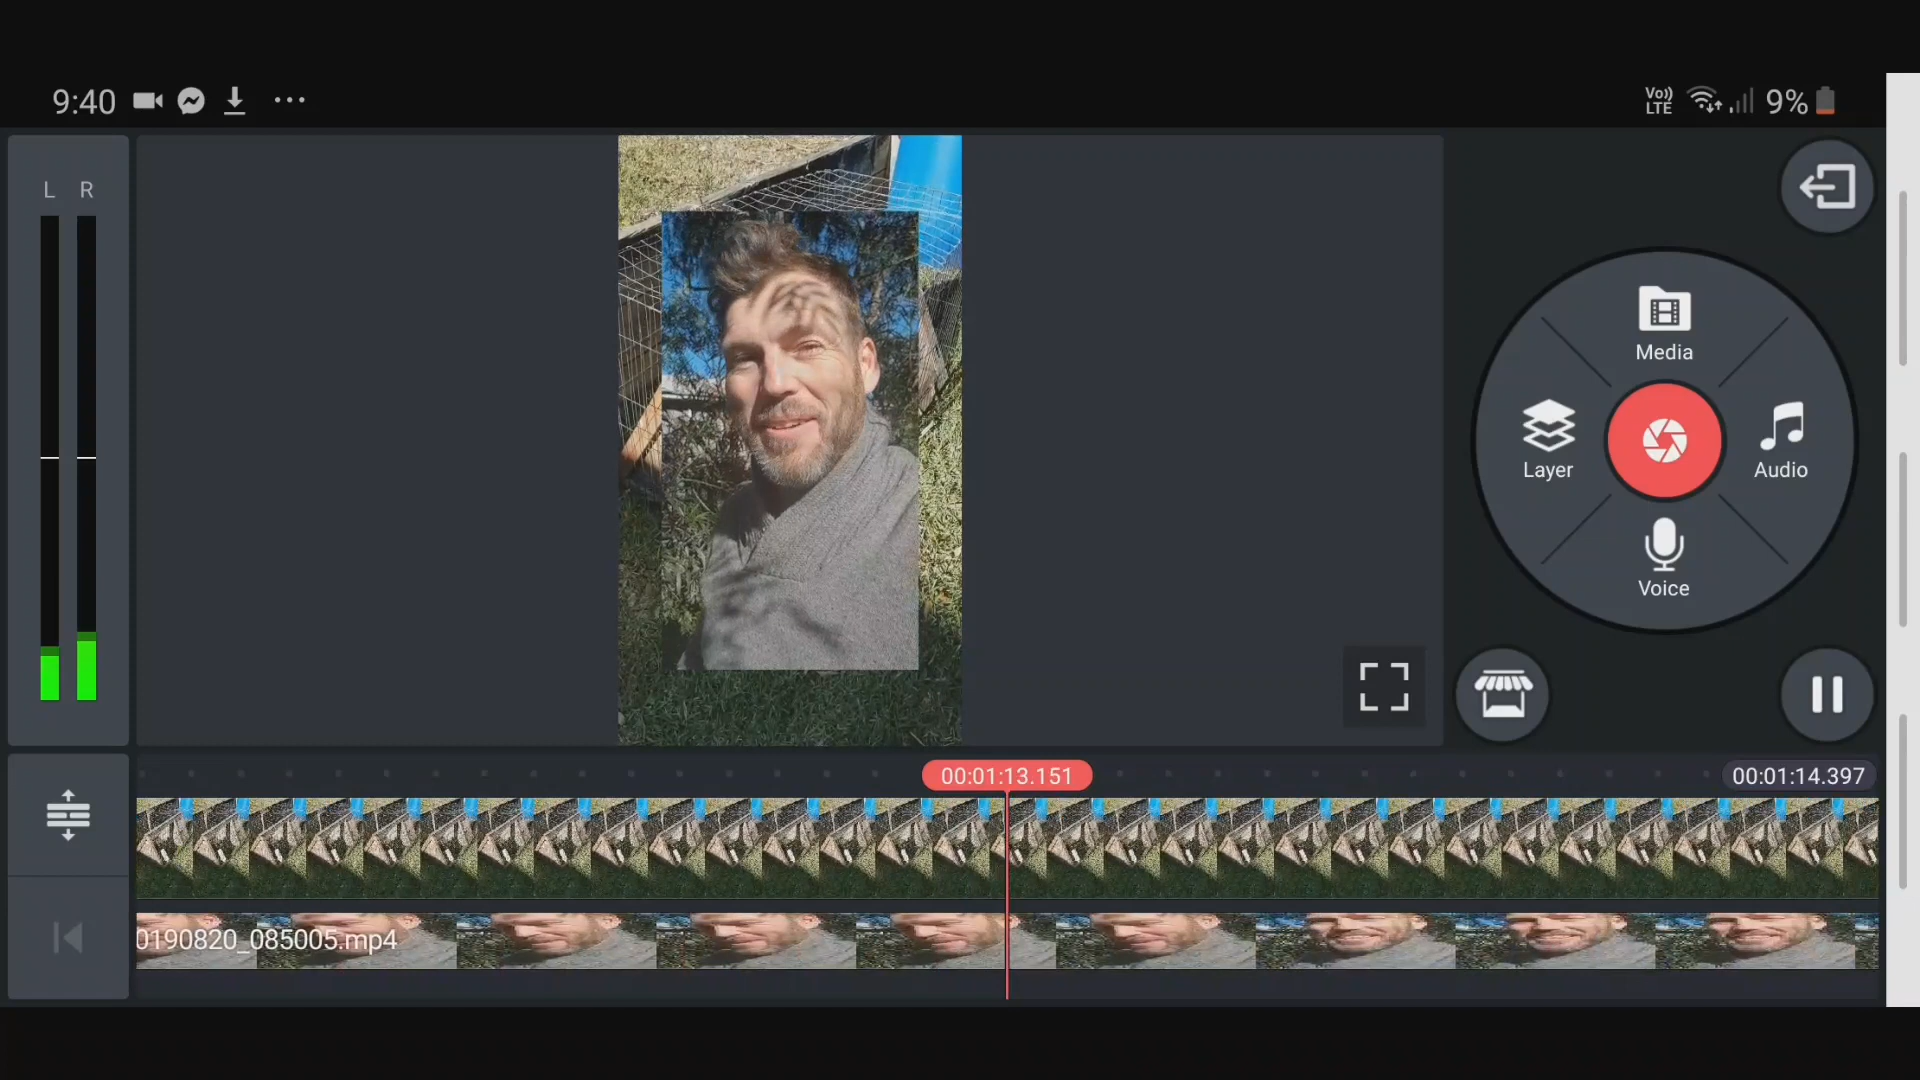 9:40
Vo)) LTE
9%
L R
Media
Layer
Audio
Voice
00:01:13.151
00:01:14.397
0190820_085005.mp4